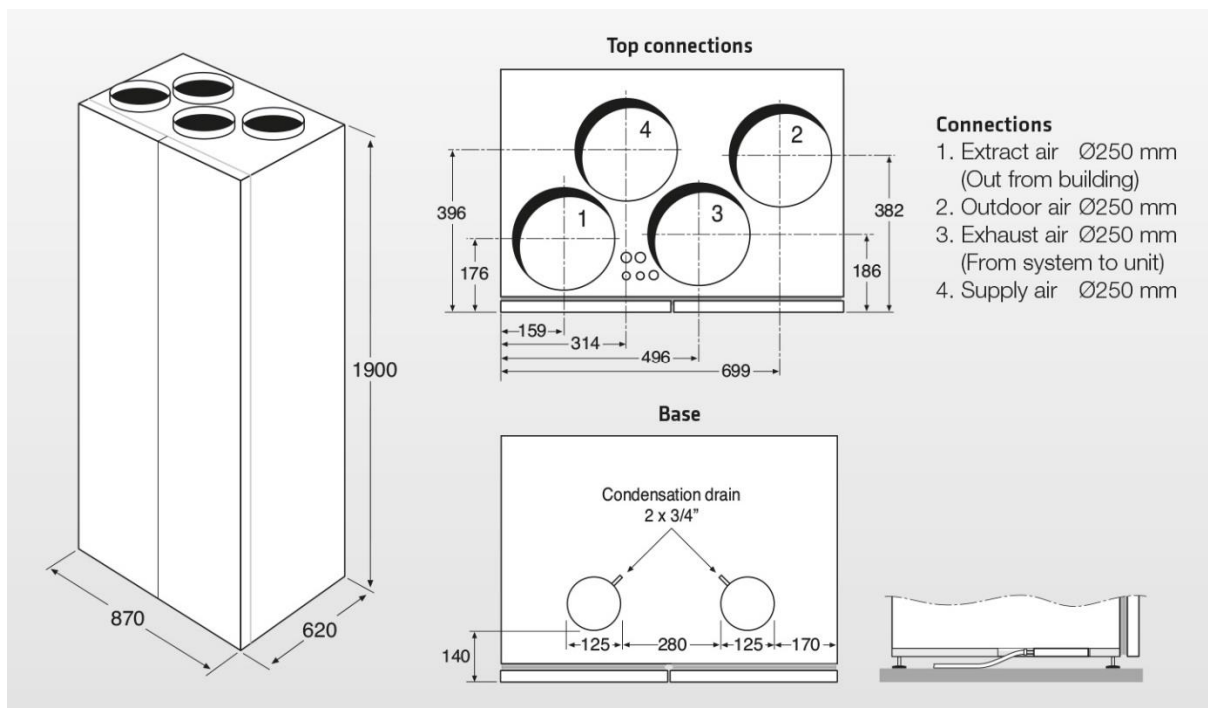 1900
870
620
Top connections
4
2
1
3
396
176
382
186
159
314
496
699
Connections
1. Extract air Ø250 mm
(Out from building)
2. Outdoor air Ø250 mm
3. Exhaust air Ø250 mm
(From system to unit)
4. Supply air Ø250 mm
Base
Condensation drain
2 x 3/4”
140
125
280
125
170